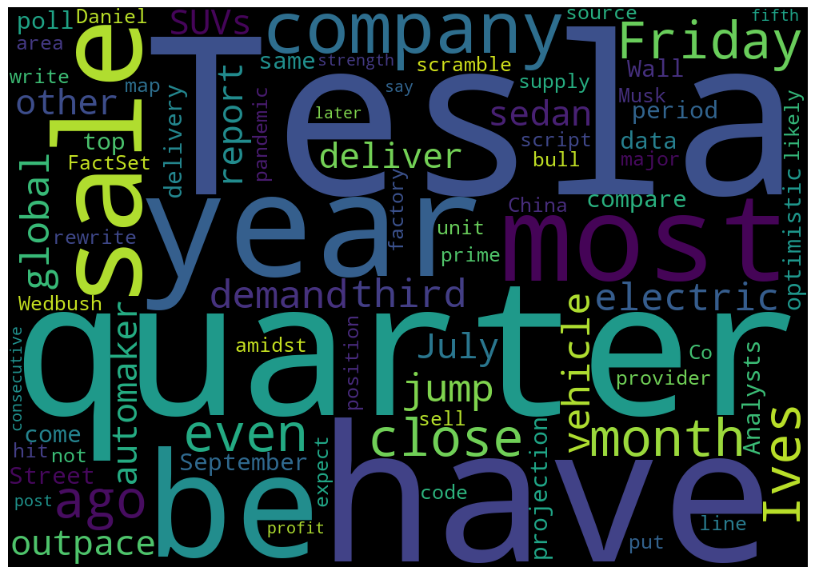 poll
Daniel
SUVs
company
source
fifth
area
sale
Tesla
same
strength
scramble
Friday
write
map
report
pandemic
later
say
supply
Wall
Musk
other
delivery
sedan
period
likely
top
script
data
FactSet
deliver
bull
major
global
year
factory
most
China
compare
optimistic
rewrite
unit
prime
Wedbush
demand
third
electric
quarter
automaker
amidst
position
July
vehicle
Co
provider
Analysts
consecutive
jump
sell
come
even
close
month
Ives
hit
not
Street
September
expect
code
projection
line
post
ago
be
have
profit
put
outpace